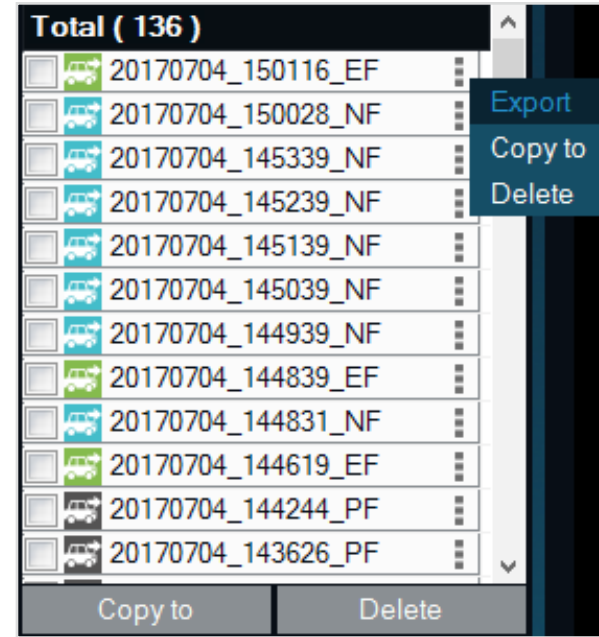 Total ( 136 )
20170704_150116_EF
Export
20170704_150028_NF
Copy to
20170704_145339_NF
Delete
20170704_145239_NF
20170704_145139_NF
20170704_145039_NF
20170704_144939_NF
20170704_144839_EF
20170704_144831_NF
20170704_144619_EF
20170704_144244_PF
20170704_143626_PF
Copy to
Delete